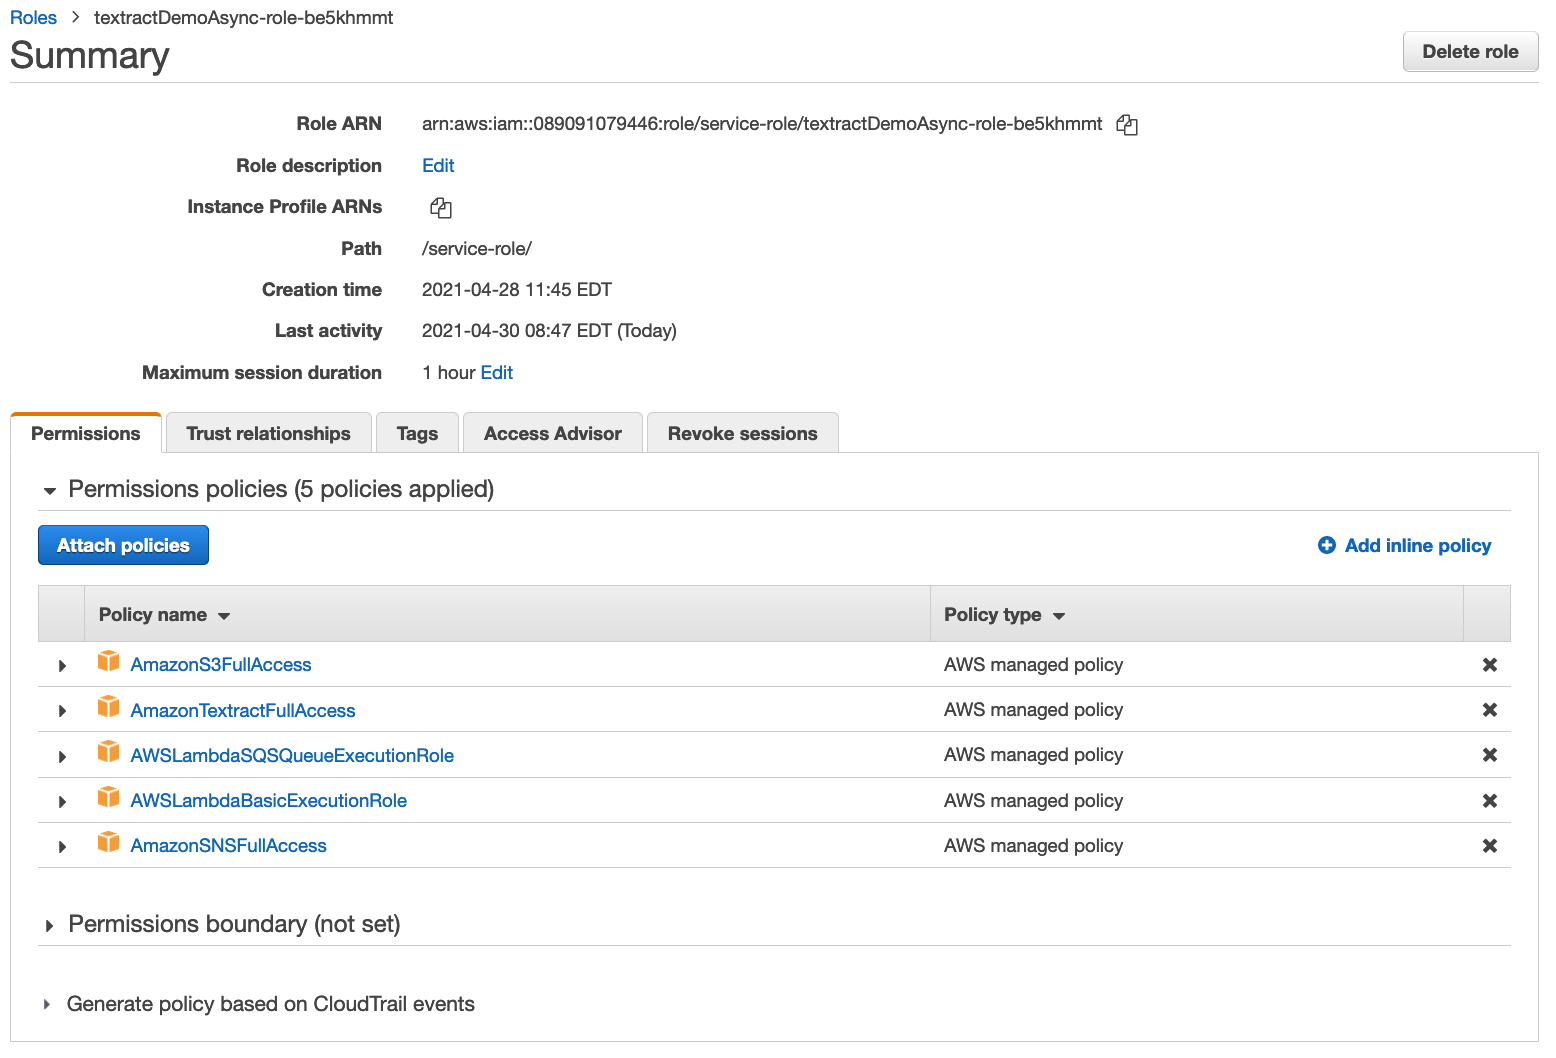 Roles > textractDemoAsync-role-be5khmmt
Summary
Delete role
Role ARN arn:aws:iam::089091079446:role/service-role/textractDemoAsync-role-be5khmmt
Role description Edit
Instance Profile ARNs
Path /service-role/
Creation time 2021-04-28 11:45 EDT
Last activity 2021-04-30 08:47 EDT (Today)
Maximum session duration 1 hour Edit
Permissions Trust relationships Tags Access Advisor Revoke sessions
Permissions policies (5 policies applied)
Attach policies Add inline policy
Policy name Policy type
AmazonS3FullAccess AWS managed policy
AmazonTextractFullAccess AWS managed policy
AWSLambdaSQSQueueExecutionRole AWS managed policy
AWSLambdaBasicExecutionRole AWS managed policy
AmazonSNSFullAccess AWS managed policy
Permissions boundary (not set)
Generate policy based on CloudTrail events